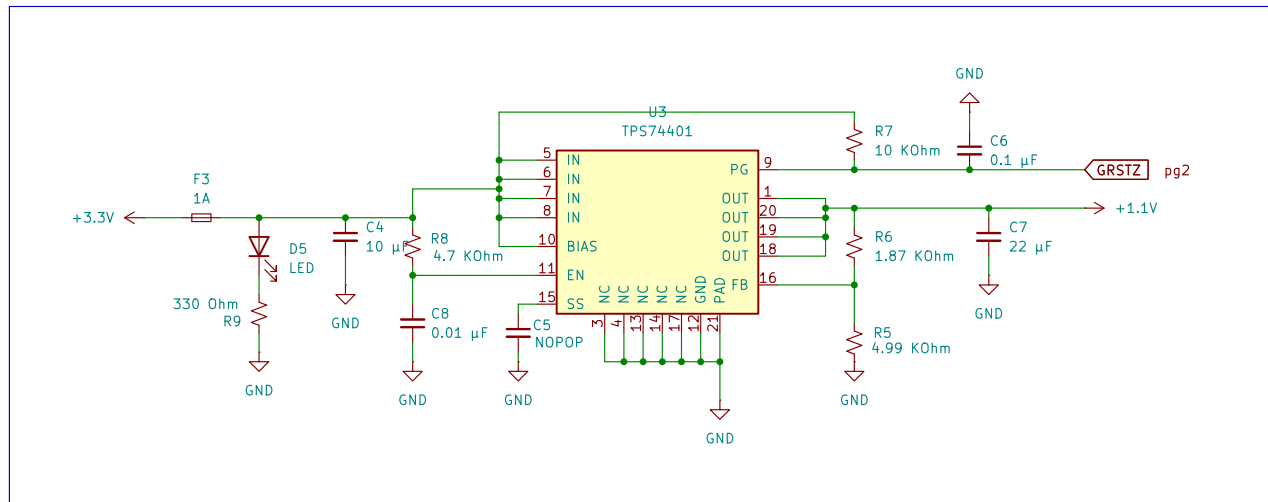 GND
U3
TPS74401
R7
10 KOhm
C6
0.1 µF
5
IN
6
IN
7
IN
8
IN
10
BIAS
11
EN
15
SS
PG
9
OUT
1
OUT
20
OUT
19
OUT
18
FB
16
NC
3
NC
4
NC
13
NC
14
NC
17
GND
12
PAD
21
GRSTZ
pg2
F3
1A
+3.3V
+1.1V
C4
10 µF
R8
4.7 KOhm
R6
1.87 KOhm
C7
22 µF
D5
LED
330 Ohm
R9
GND
C8
0.01 µF
C5
NOPOP
GND
R5
4.99 KOhm
GND
GND
GND
GND
GND